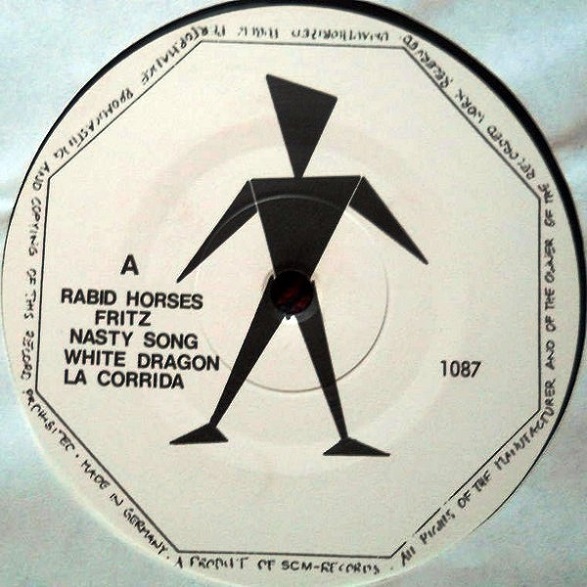 A
RABID HORSES
FRITZ
NASTY SONG
WHITE DRAGON
LA CORRIDA
1087
All RIGHTS OF THE MANUFACTURER AND OF THE OWNER OF THE RECORDED WORK RESERVED. UNAUTHORIZED PUBLIC PERFORMANCE BROADCASTING AND COPYING OF THIS RECORD PROHIBITED. MADE IN GERMANY. A PRODUCT OF SCM-RECORDS.